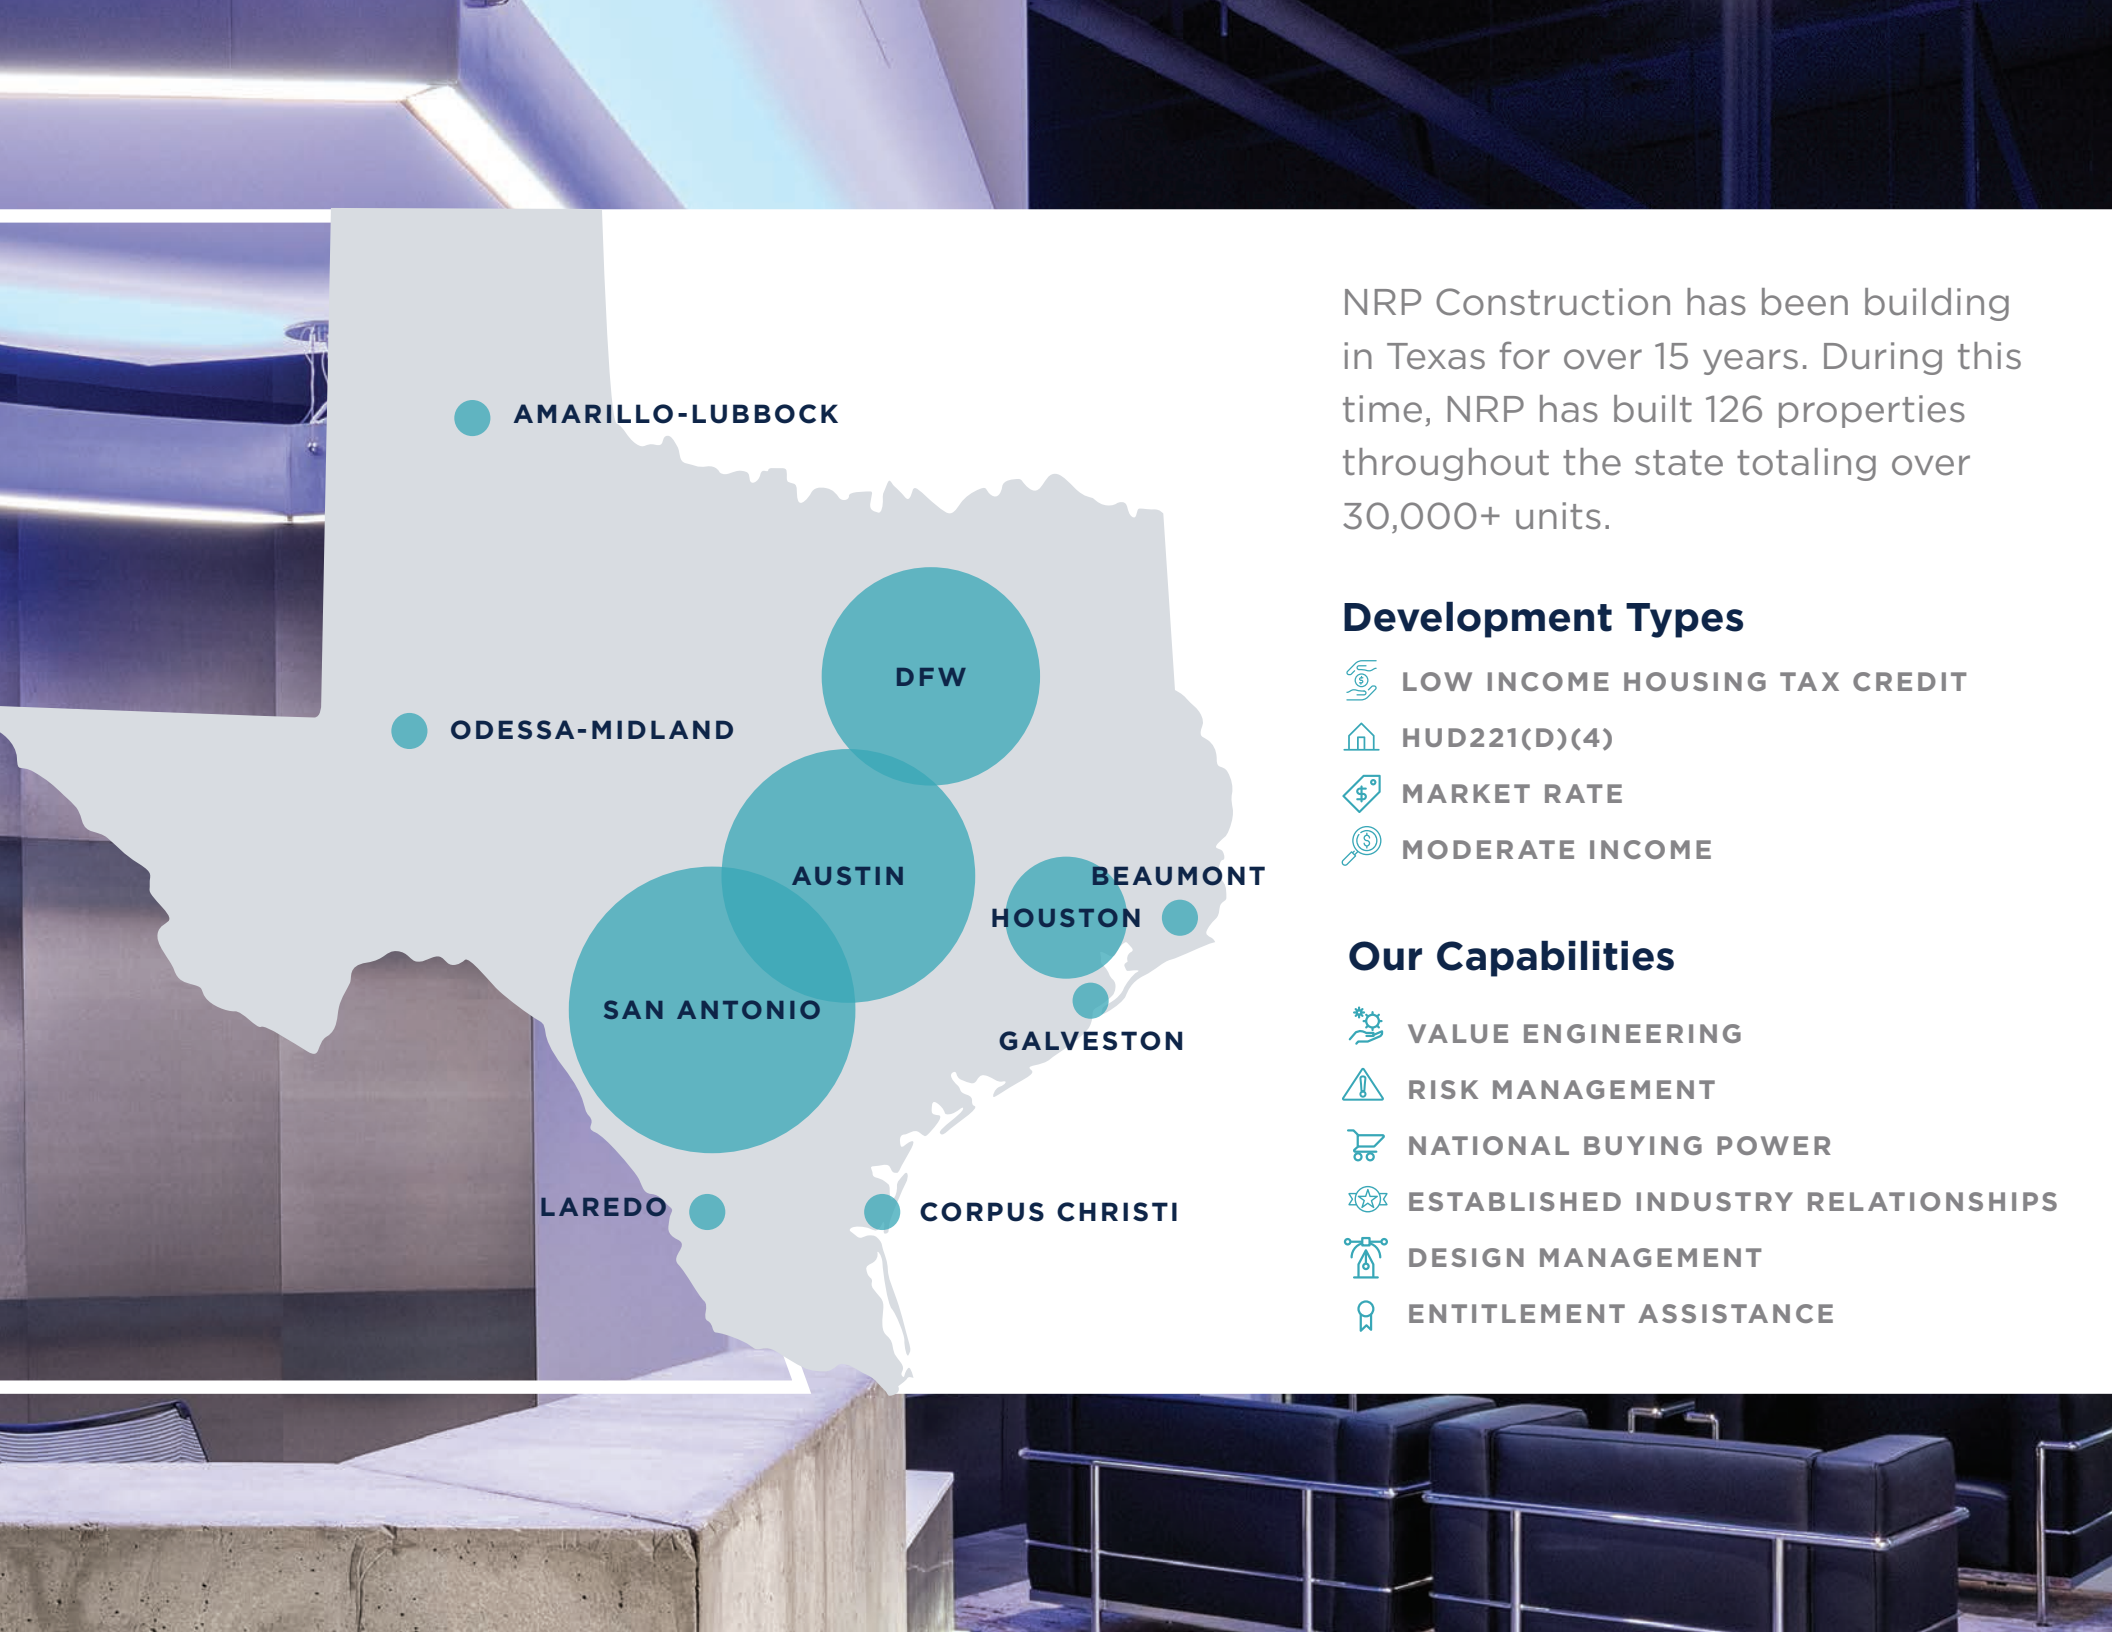 NRP Construction has been building
in Texas for over 15 years. During this
time, NRP has built 126 properties
throughout the state totaling over
30,000+ units.
AMARILLO-LUBBOCK
DFW
ODESSA-MIDLAND
AUSTIN
BEAUMONT
HOUSTON
SAN ANTONIO
GALVESTON
LAREDO
CORPUS CHRISTI
Development Types
LOW INCOME HOUSING TAX CREDIT
HUD221(D)(4)
MARKET RATE
MODERATE INCOME
Our Capabilities
VALUE ENGINEERING
RISK MANAGEMENT
NATIONAL BUYING POWER
ESTABLISHED INDUSTRY RELATIONSHIPS
DESIGN MANAGEMENT
ENTITLEMENT ASSISTANCE